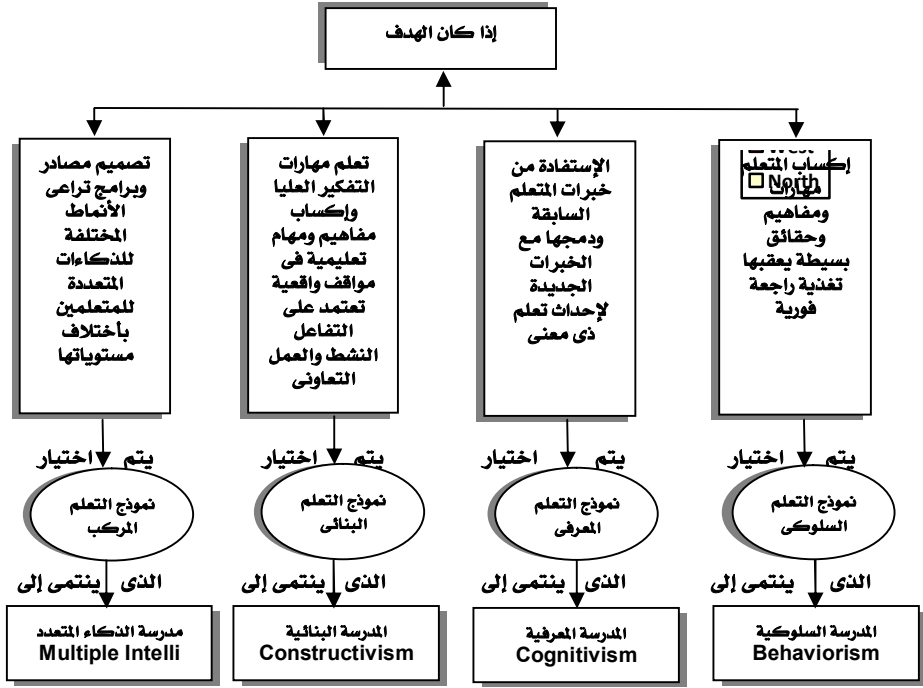 إذا كان الهدف
إكساب المتعلم
مهارات
ومفاهيم
وحقائق
بسيطة يعقبها
تغذية راجعة
فورية
West
North
الإستفادة من
خبرات المتعلم
السابقة
ودمجها مع
الخبرات
الجديدة
لإحداث تعلم
ذى معنى
تعلم مهارات
التفكير العليا
وإكساب
مفاهيم ومهام
تعليمية فى
مواقف واقعية
تعتمد على
التفاعل
النشط والعمل
التعاونى
تصميم مصادر
وبرامج تراعى
الأنماط
المختلفة
للذكاءات
المتعددة
للمتعلمين
بأختلاف
مستوياتها
يتم اختيار
يتم اختيار
يتم اختيار
يتم اختيار
نموذج التعلم
السلوكى
نموذج التعلم
المعرفى
نموذج التعلم
البنائى
نموذج التعلم
المركب
الذى ينتمى إلى
الذى ينتمى إلى
الذى ينتمى إلى
الذى ينتمى إلى
المدرسة السلوكية
Behaviorism
المدرسة المعرفية
Cognitivism
المدرسة البنائية
Constructivism
مدرسة الذكاء المتعدد
Multiple Intelli